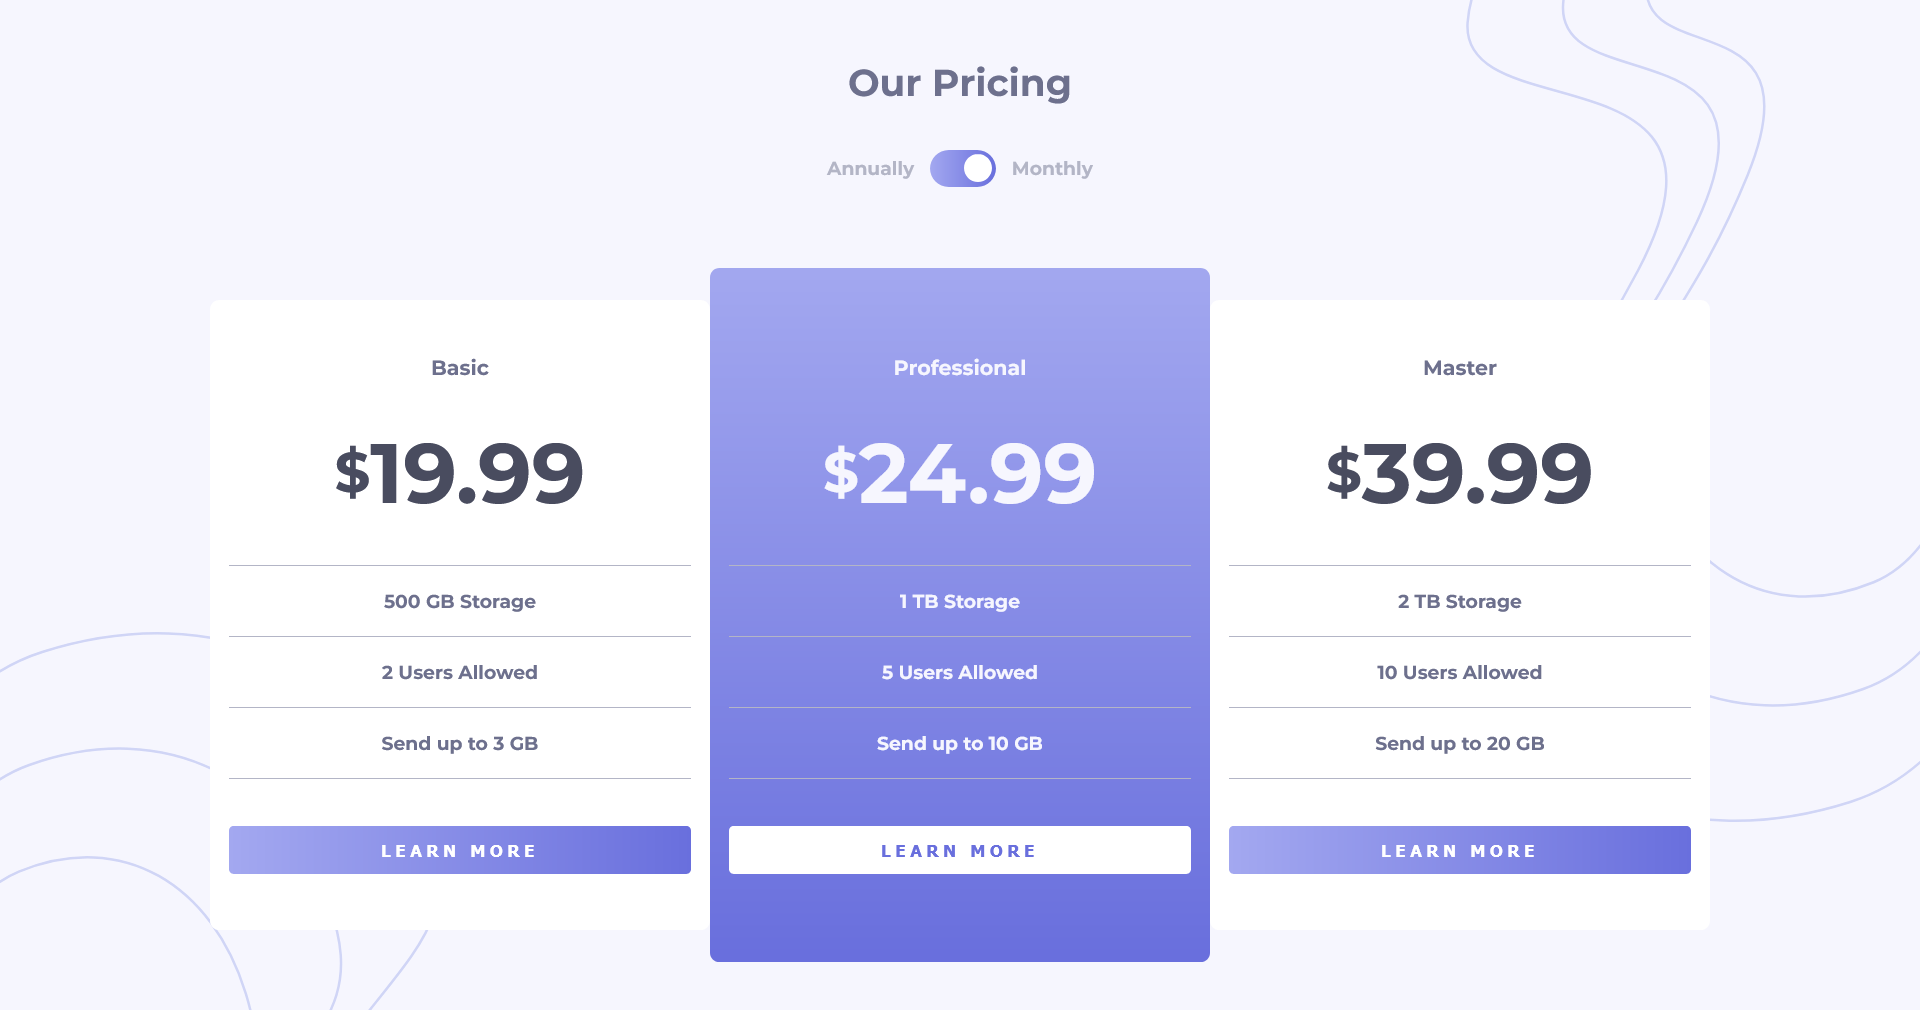 Our Pricing
Annually Monthly
Basic
$19.99
500 GB Storage
2 Users Allowed
Send up to 3 GB
LEARN MORE
Professional
$24.99
1 TB Storage
5 Users Allowed
Send up to 10 GB
LEARN MORE
Master
$39.99
2 TB Storage
10 Users Allowed
Send up to 20 GB
LEARN MORE